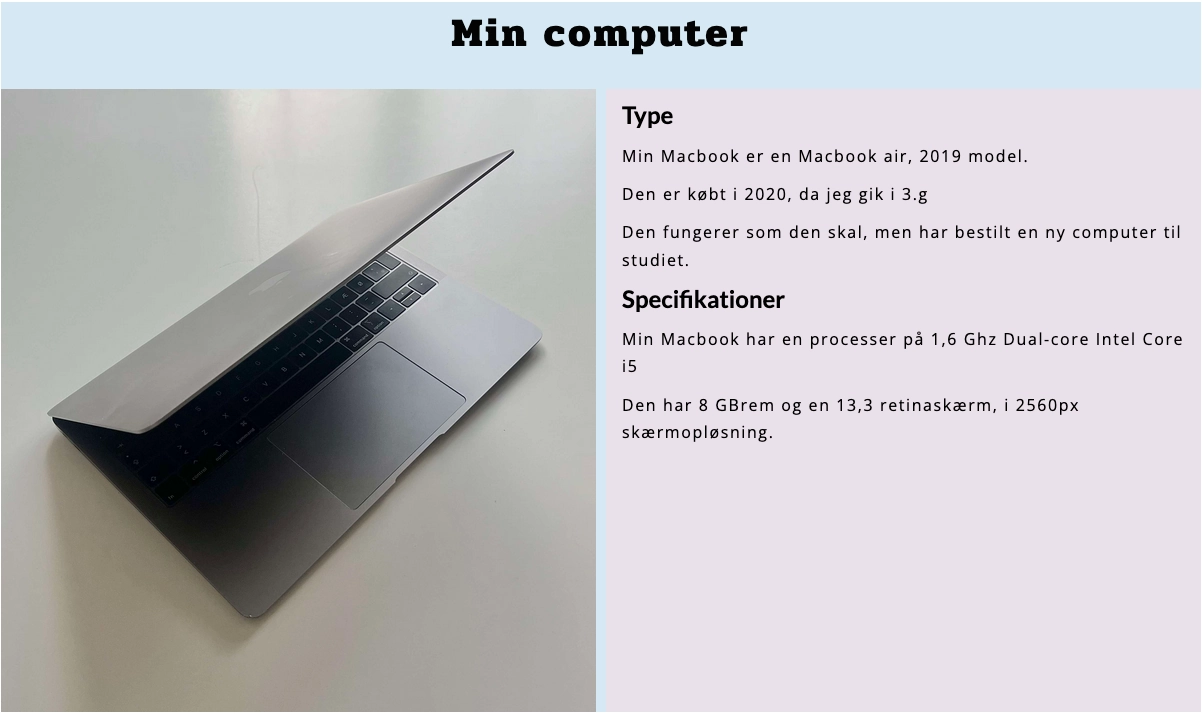 Min computer
Type
Min Macbook er en Macbook air, 2019 model.
Den er købt i 2020, da jeg gik i 3.g
Den fungerer som den skal, men har bestilt en ny computer til
studiet.
Specifikationer
Min Macbook har en processer på 1,6 Ghz Dual-core Intel Core
i5
Den har 8 GBrem og en 13,3 retinaskærm, i 2560px
skærmopløsning.